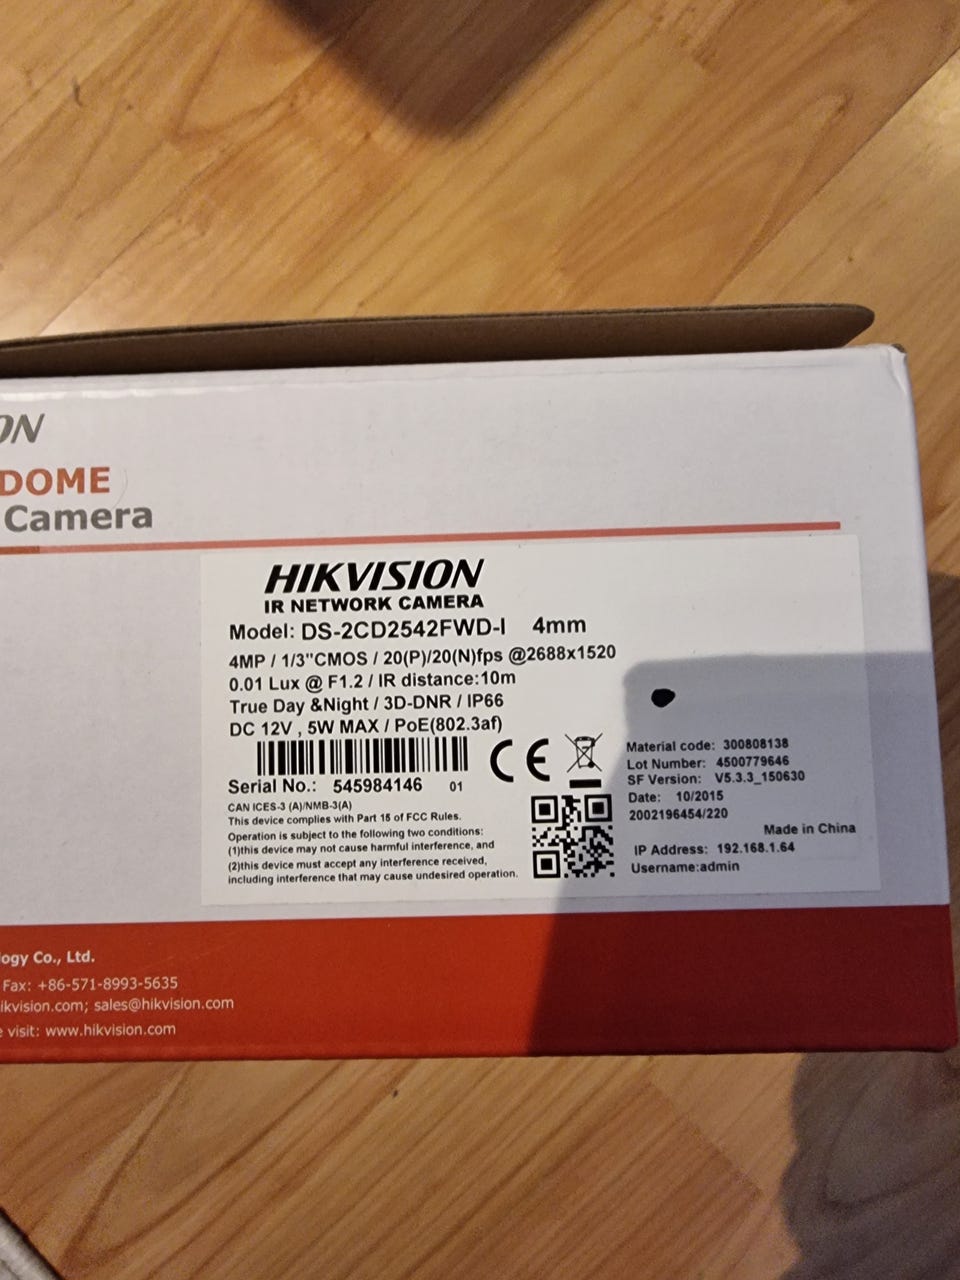 ON
DOME
Camera
HIKVISION
IR NETWORK CAMERA
Model: DS-2CD2542FWD-I 4mm
4MP / 1/3"CMOS / 20(P)/20(N)fps @2688x1520
0.01 Lux @ F1.2 / IR distance:10m
True Day &Night / 3D-DNR / IP66
DC 12V , 5W MAX / PoE(802.3af)
CE
Serial No.: 545984146 01
CAN ICES-3 (A)/NMB-3(A)
This device complies with Part 15 of FCC Rules.
Operation is subject to the following two conditions:
(1)this device may not cause harmful interference, and
(2)this device must accept any interference received,
including interference that may cause undesired operation.
Material code: 300808138
Lot Number: 4500779646
SF Version: V5.3.3_150630
Date: 10/2015
2002196454/220
Made in China
IP Address: 192.168.1.64
Username:admin
ogy Co., Ltd.
Fax: +86-571-8993-5635
ikvision.com; sales@hikvision.com
e visit: www.hikvision.com